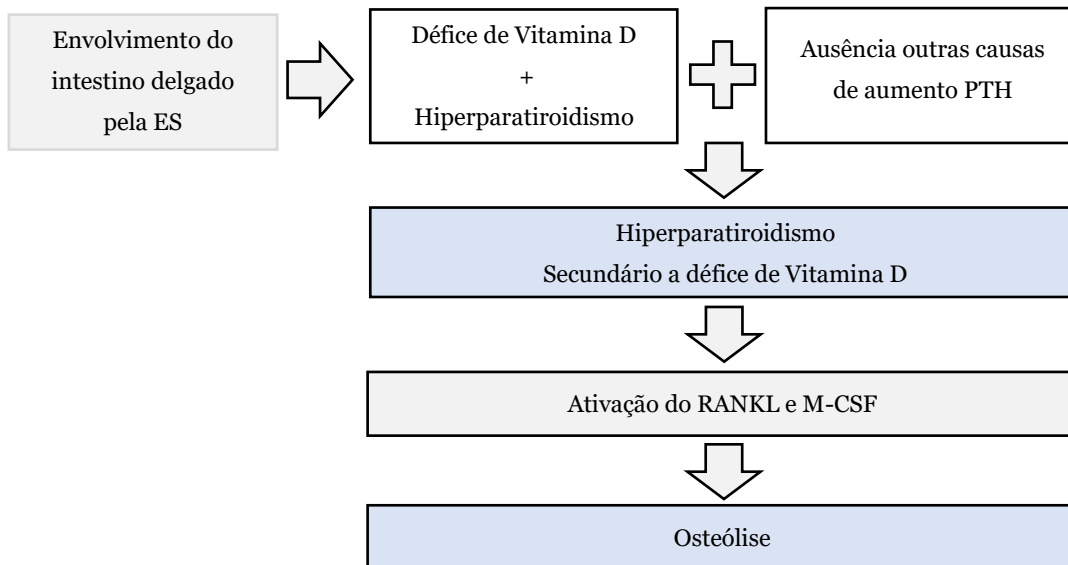 Envolvimento do
intestino delgado
pela ES
Défice de Vitamina D
+
Hiperparatiroidismo
Ausência outras causas
de aumento PTH
Hiperparatiroidismo
Secundário a défice de Vitamina D
Ativação do RANKL e M-CSF
Osteólise